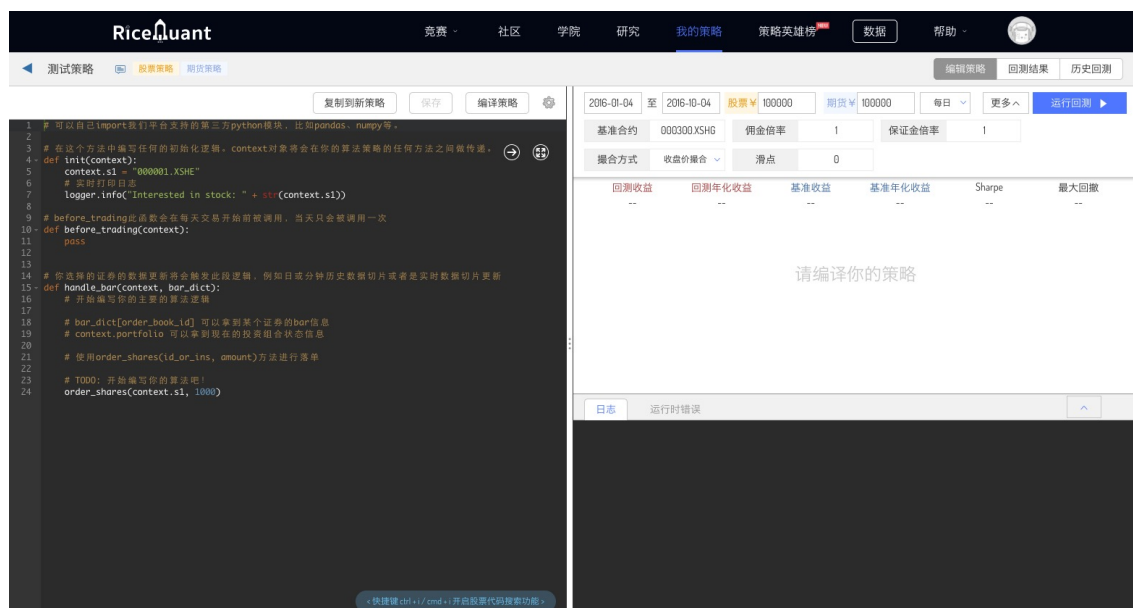 RiceQuant 竞赛 社区 学院 研究 我的策略 策略英雄榜 NEW 数据 帮助
测试策略 股票策略 期货策略 编辑策略 回测结果 历史回测
复制到新策略 保存 编译策略
1 # 可以自己import我们平台支持的第三方python模块，比如pandas、numpy等。
2
3 # 在这个方法中编写任何的初始化逻辑。context对象将会在你的算法策略的任何方法之间做传递。
4 def init(context):
5 context.s1 = "000001.XSHE"
6 # 实时打印日志
7 logger.info("Interested in stock: " + str(context.s1))
8
9 # before_trading此函数会在每天交易开始前被调用，当天只会被调用一次
10 def before_trading(context):
11 pass
12
13
14 # 你选择的证券的数据更新将会触发此段逻辑，例如日或分钟历史数据切片或者是实时数据切片更新
15 def handle_bar(context, bar_dict):
16 # 开始编写你的主要的算法逻辑
17
18 # bar_dict[order_book_id] 可以拿到某个证券的bar信息
19 # context.portfolio 可以拿到现在的投资组合状态信息
20
21 # 使用order_shares(id_or_ins, amount)方法进行落单
22
23 # TODO: 开始编写你的算法吧！
24 order_shares(context.s1, 1000)
<快捷键 ctrl+i / cmd+i 开启股票代码搜索功能>
2016-01-04 至 2016-10-04 股票 ¥ 100000 期货 ¥ 100000 每日 更多 运行回测
基准合约 000300.XSHG 佣金倍率 1 保证金倍率 1
撮合方式 收盘价撮合 滑点 0
回测收益 回测年化收益 基准收益 基准年化收益 Sharpe 最大回撤
-- -- -- -- -- --
请编译你的策略
日志 运行时错误